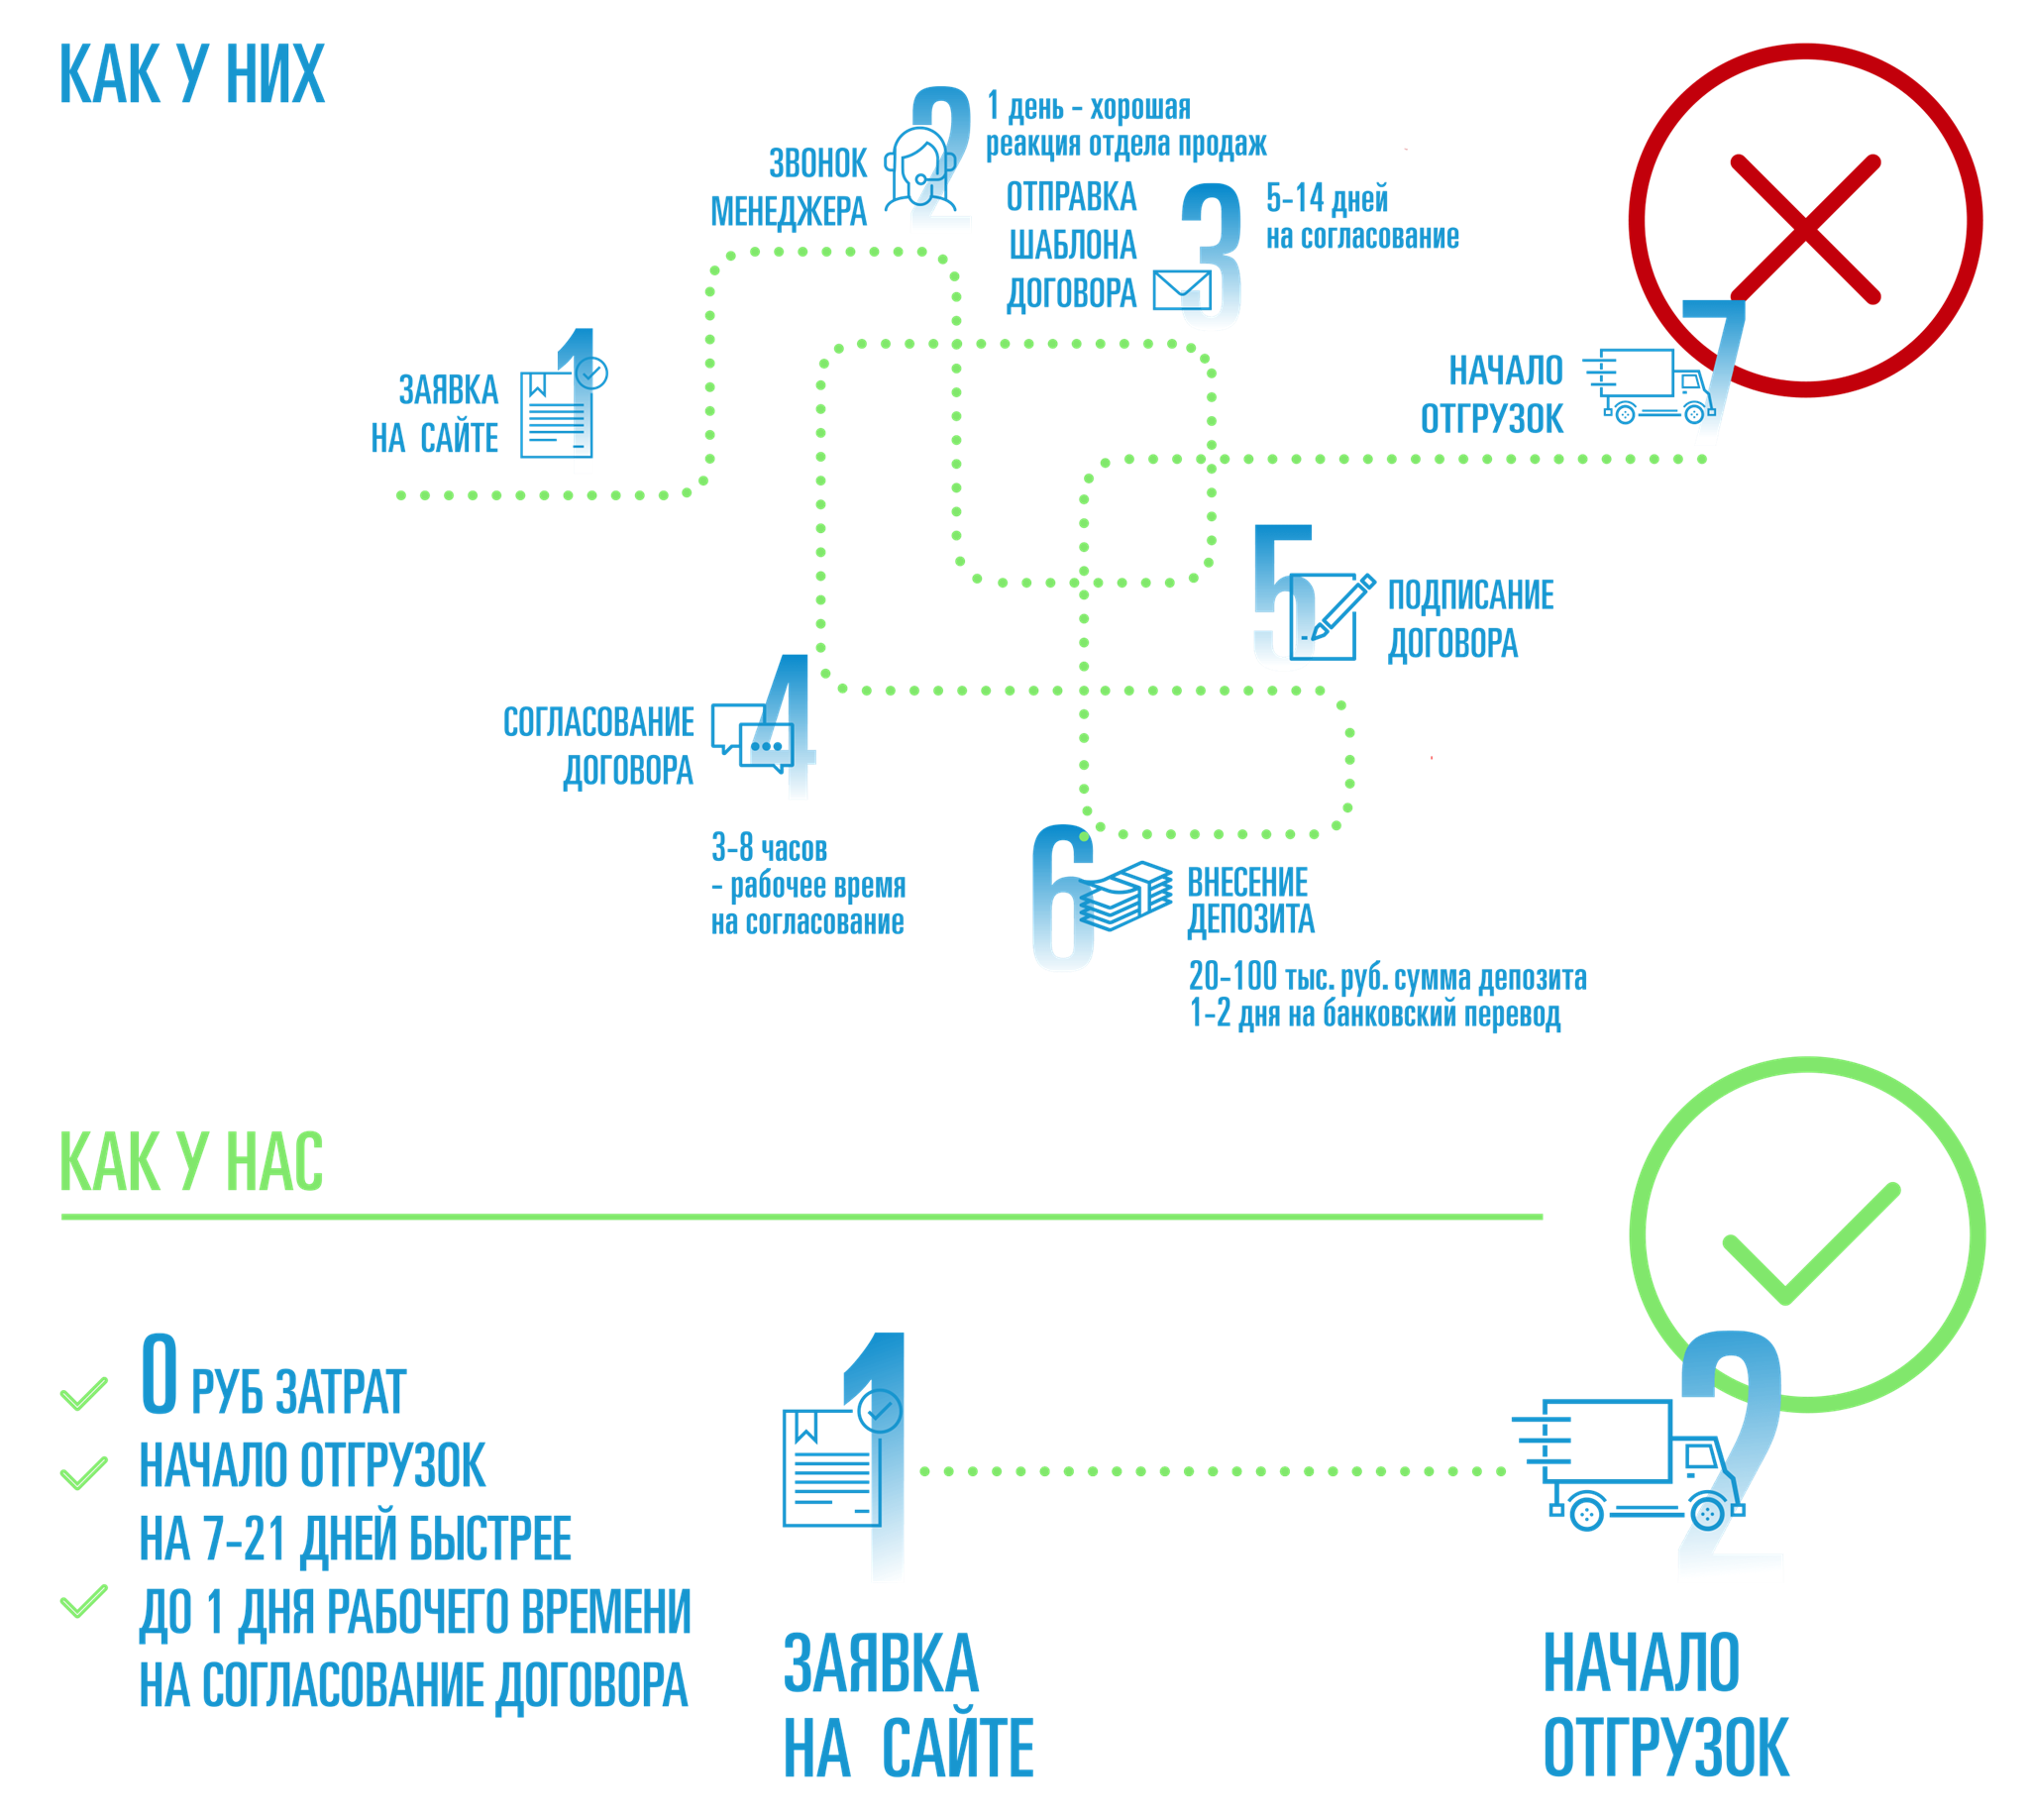 КАК У НИХ
1
ЗАЯВКА
НА САЙТЕ
2
ЗВОНОК
МЕНЕДЖЕРА
1 день – хорошая
реакция отдела продаж
3
ОТПРАВКА
ШАБЛОНА
ДОГОВОРА
5-14 дней
на согласование
4
СОГЛАСОВАНИЕ
ДОГОВОРА
3-8 часов
– рабочее время
на согласование
5
ПОДПИСАНИЕ
ДОГОВОРА
6
ВНЕСЕНИЕ
ДЕПОЗИТА
20-100 тыс. руб. сумма депозита
1-2 дня на банковский перевод
7
НАЧАЛО
ОТГРУЗОК
КАК У НАС
0 РУБ ЗАТРАТ
НАЧАЛО ОТГРУЗОК
НА 7-21 ДНЕЙ БЫСТРЕЕ
ДО 1 ДНЯ РАБОЧЕГО ВРЕМЕНИ
НА СОГЛАСОВАНИЕ ДОГОВОРА
1
ЗАЯВКА
НА САЙТЕ
2
НАЧАЛО
ОТГРУЗОК